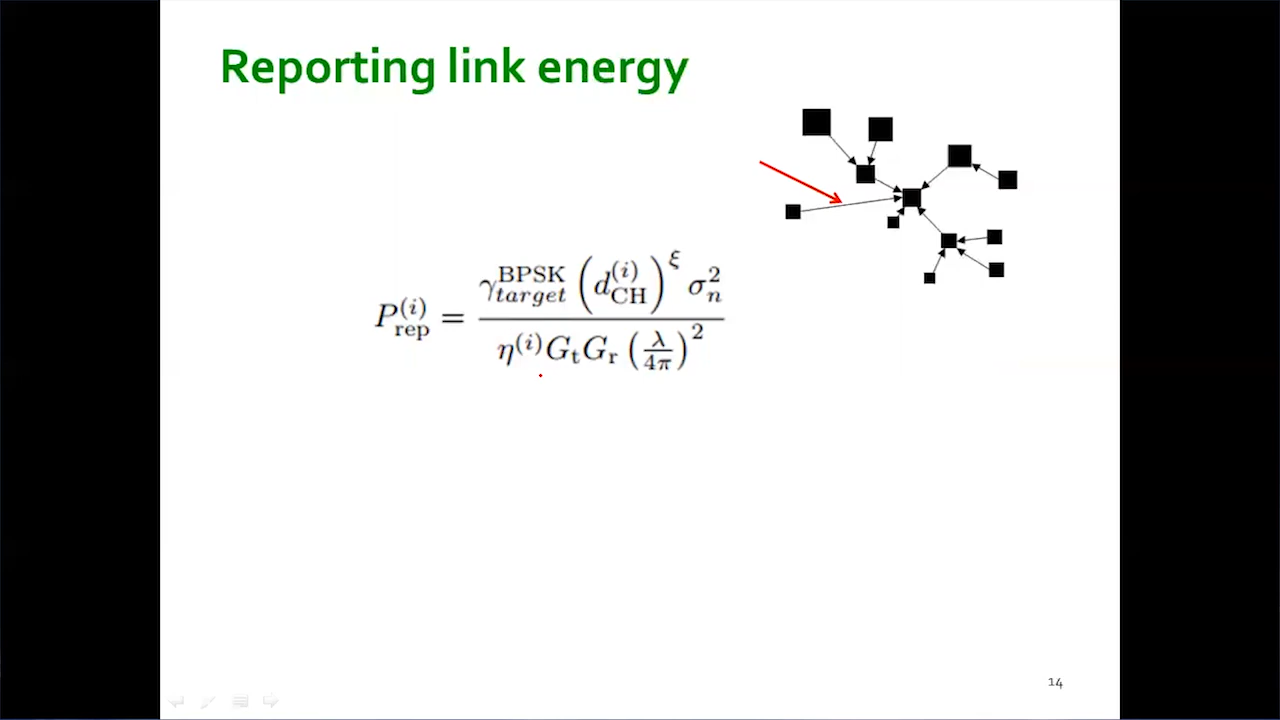 Reporting link energy
P_rep^(i) = γ_target^BPSK (d_CH^(i))^ξ σ_n^2 / η^(i) G_t G_r (λ/4π)^2
14